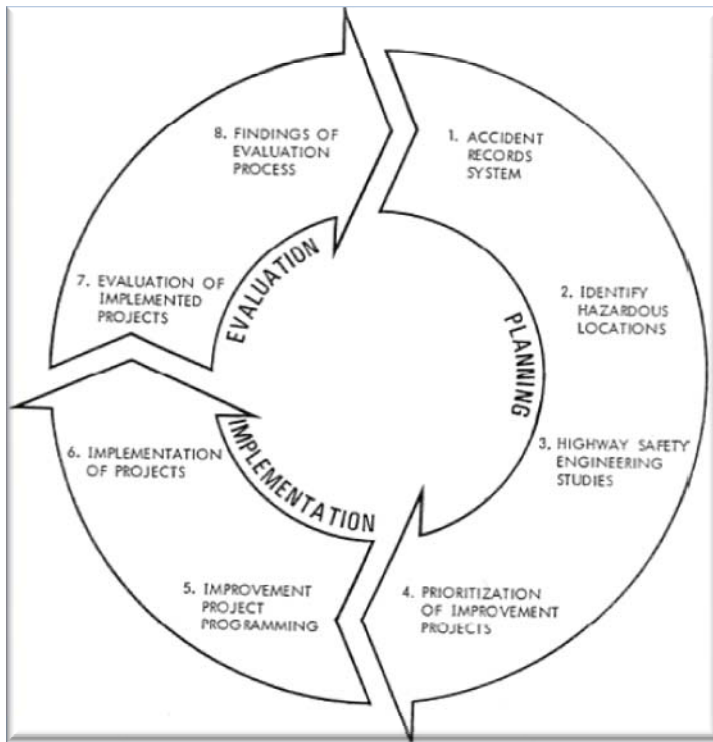 1. ACCIDENT
RECORDS
SYSTEM
2. IDENTIFY
HAZARDOUS
LOCATIONS
3. HIGHWAY SAFETY
ENGINEERING
STUDIES
4. PRIORITIZATION
OF IMPROVEMENT
PROJECTS
5. IMPROVEMENT
PROJECT
PROGRAMMING
6. IMPLEMENTATION
OF PROJECTS
7. EVALUATION OF
IMPLEMENTED
PROJECTS
8. FINDINGS OF
EVALUATION
PROCESS
PLANNING
IMPLEMENTATION
EVALUATION